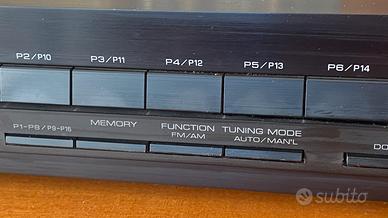 P2/P10 P3/P11 P4/P12 P5/P13 P6/P14
P1-P8/P9-P16 MEMORY FUNCTION TUNING MODE
FM/AM AUTO/MAN'L DO
subito